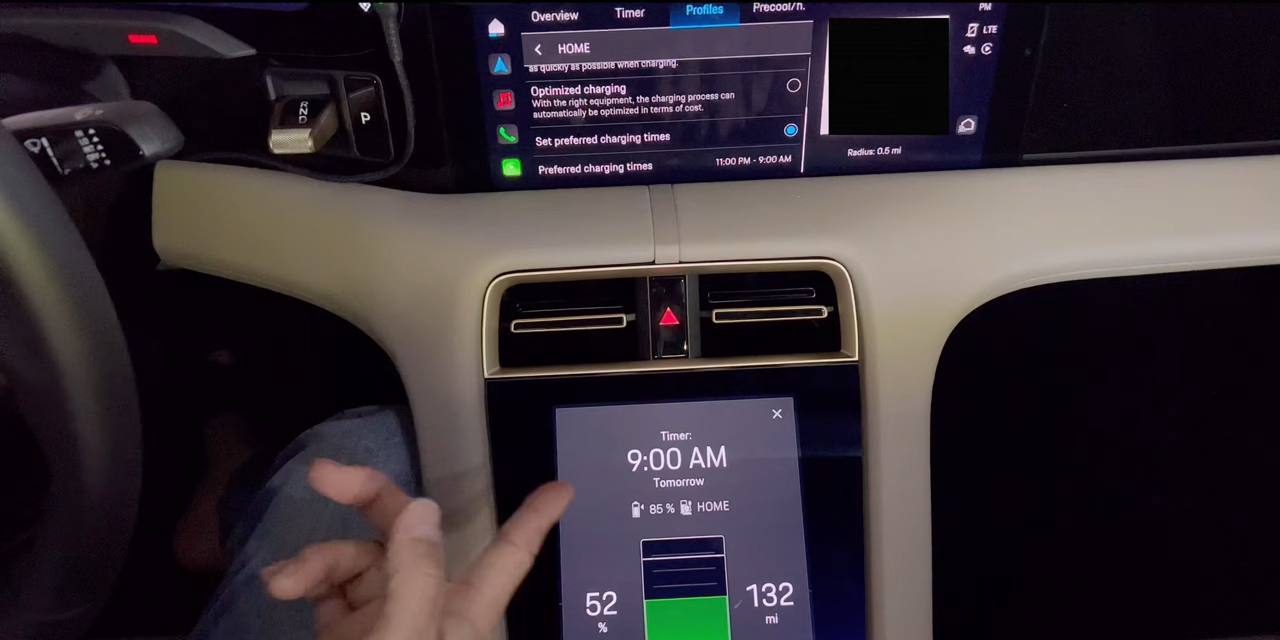 Overview
Timer
Profiles
Precool/h.
PM
LTE
HOME
as quickly as possible when charging.
Optimized charging
With the right equipment, the charging process can
automatically be optimized in terms of cost.
Set preferred charging times
Preferred charging times
11:00 PM - 9:00 AM
Radius: 0.5 mi
R
N
D
P
Timer:
9:00 AM
Tomorrow
85 %
HOME
52
%
132
mi